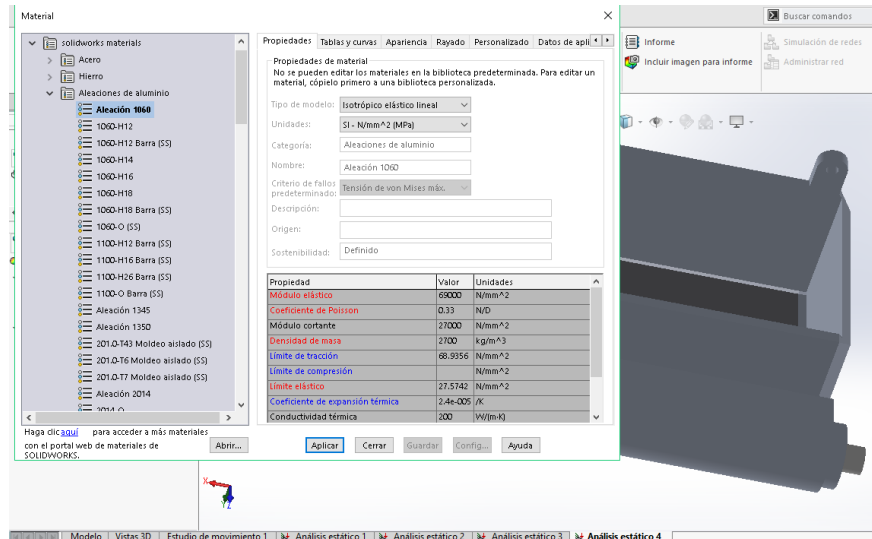 Material
solidworks materials
Acero
Hierro
Aleaciones de aluminio
Aleación 1060
1060-H12
1060-H12 Barra (SS)
1060-H14
1060-H16
1060-H18
1060-H18 Barra (SS)
1060-O (SS)
1100-H12 Barra (SS)
1100-H16 Barra (SS)
1100-H26 Barra (SS)
1100-O Barra (SS)
Aleación 1345
Aleación 1350
201.0-T43 Moldeo aislado (SS)
201.0-T6 Moldeo aislado (SS)
201.0-T7 Moldeo aislado (SS)
Aleación 2014
2014-O
Haga clic aquí para acceder a más materiales
con el portal web de materiales de
SOLIDWORKS.
Abrir...
Propiedades Tablas y curvas Apariencia Rayado Personalizado Datos de apli
Propiedades de material
No se pueden editar los materiales en la biblioteca predeterminada. Para editar un
material, cópielo primero a una biblioteca personalizada.
Tipo de modelo: Isotrópico elástico lineal
Unidades: SI - N/mm^2 (MPa)
Categoría: Aleaciones de aluminio
Nombre: Aleación 1060
Criterio de fallos
predeterminado: Tensión de von Mises máx.
Descripción:
Origen:
Sostenibilidad: Definido
Propiedad Valor Unidades
Módulo elástico 69000 N/mm^2
Coeficiente de Poisson 0.33 N/D
Módulo cortante 27000 N/mm^2
Densidad de masa 2700 kg/m^3
Límite de tracción 68.9356 N/mm^2
Límite de compresión N/mm^2
Límite elástico 27.5742 N/mm^2
Coeficiente de expansión térmica 2.4e-005 /K
Conductividad térmica 200 W/(m·K)
Aplicar Cerrar Guardar Config... Ayuda
Buscar comandos
Informe
Incluir imagen para informe
Simulación de redes
Administrar red
X
Y Z
Modelo Vistas 3D Estudio de movimiento 1 Análisis estático 1 Análisis estático 2 Análisis estático 3 Análisis estático 4